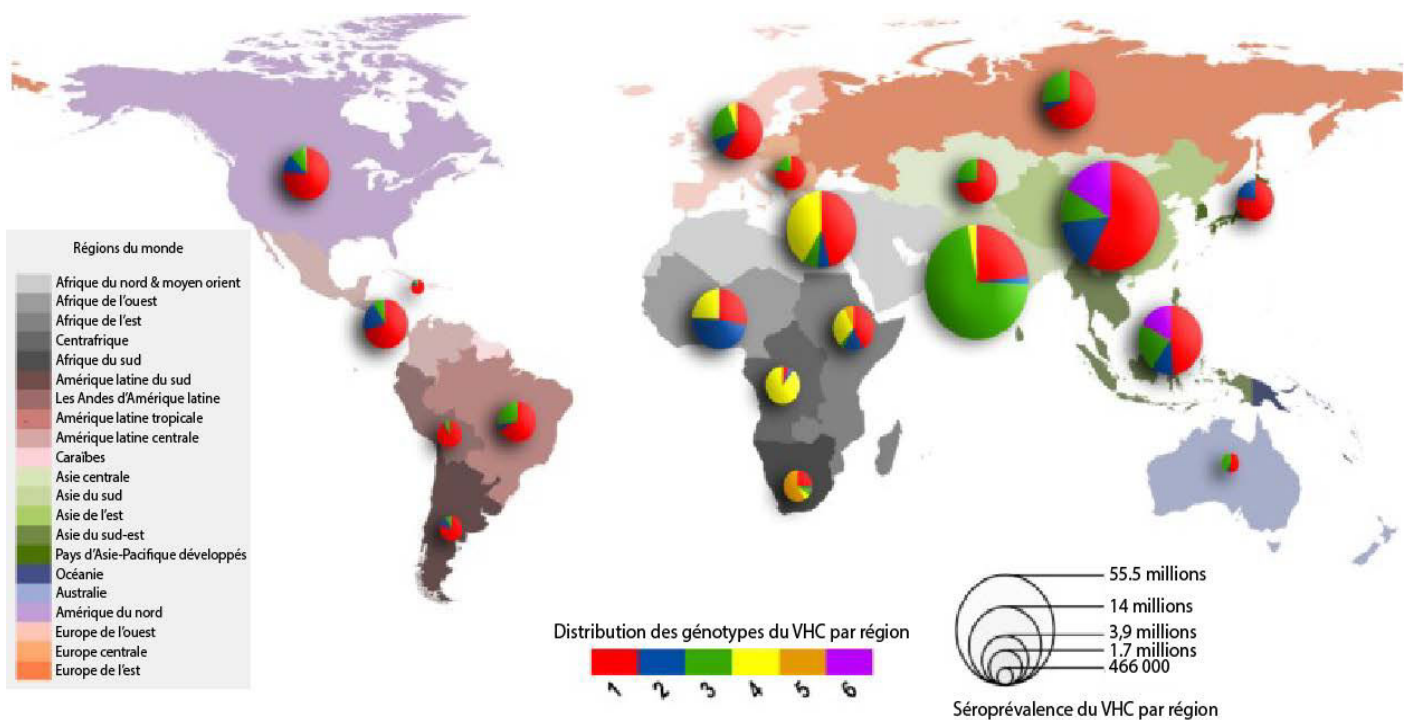 Régions du monde
Afrique du nord & moyen orient
Afrique de l'ouest
Afrique de l'est
Centrafrique
Afrique du sud
Amérique latine du sud
Les Andes d'Amérique latine
Amérique latine tropicale
Amérique latine centrale
Caraïbes
Asie centrale
Asie du sud
Asie de l'est
Asie du sud-est
Pays d'Asie-Pacifique développés
Océanie
Australie
Amérique du nord
Europe de l'ouest
Europe centrale
Europe de l'est
Distribution des génotypes du VHC par région
1 2 3 4 5 6
55.5 millions
14 millions
3,9 millions
1.7 millions
466 000
Séroprévalence du VHC par région